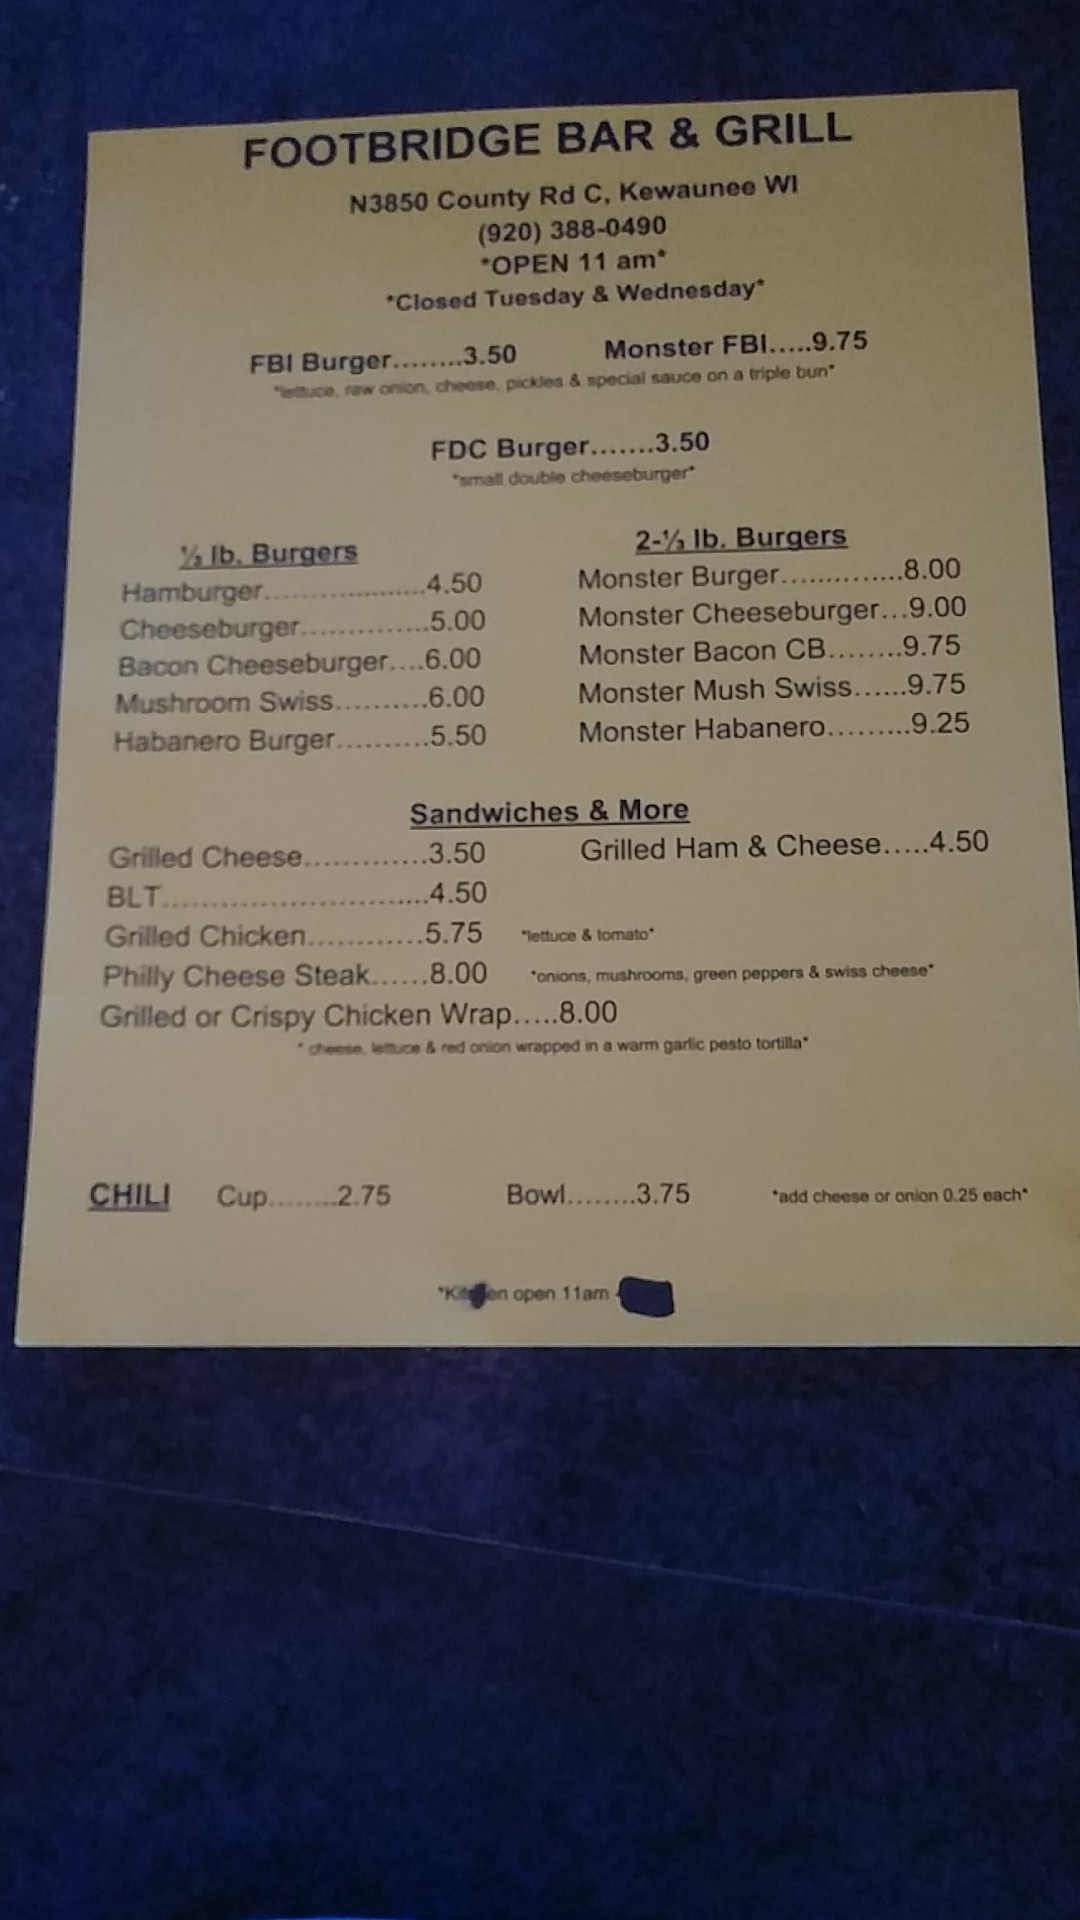 FOOTBRIDGE BAR & GRILL
N3850 County Rd C, Kewaunee WI
(920) 388-0490
*OPEN 11 am*
*Closed Tuesday & Wednesday*
FBI Burger........3.50 Monster FBI.....9.75
*lettuce, raw onion, cheese, pickles & special sauce on a triple bun*
FDC Burger.......3.50
*small double cheeseburger*
⅓ lb. Burgers 2-⅓ lb. Burgers
Hamburger....................4.50 Monster Burger..............8.00
Cheeseburger...............5.00 Monster Cheeseburger...9.00
Bacon Cheeseburger....6.00 Monster Bacon CB........9.75
Mushroom Swiss...........6.00 Monster Mush Swiss......9.75
Habanero Burger...........5.50 Monster Habanero.........9.25
Sandwiches & More
Grilled Cheese.............3.50 Grilled Ham & Cheese.....4.50
BLT.............................4.50
Grilled Chicken............5.75 *lettuce & tomato*
Philly Cheese Steak......8.00 *onions, mushrooms, green peppers & swiss cheese*
Grilled or Crispy Chicken Wrap.....8.00
* cheese, lettuce & red onion wrapped in a warm garlic pesto tortilla*
CHILI Cup........2.75 Bowl........3.75 *add cheese or onion 0.25 each*
*Kitchen open 11am